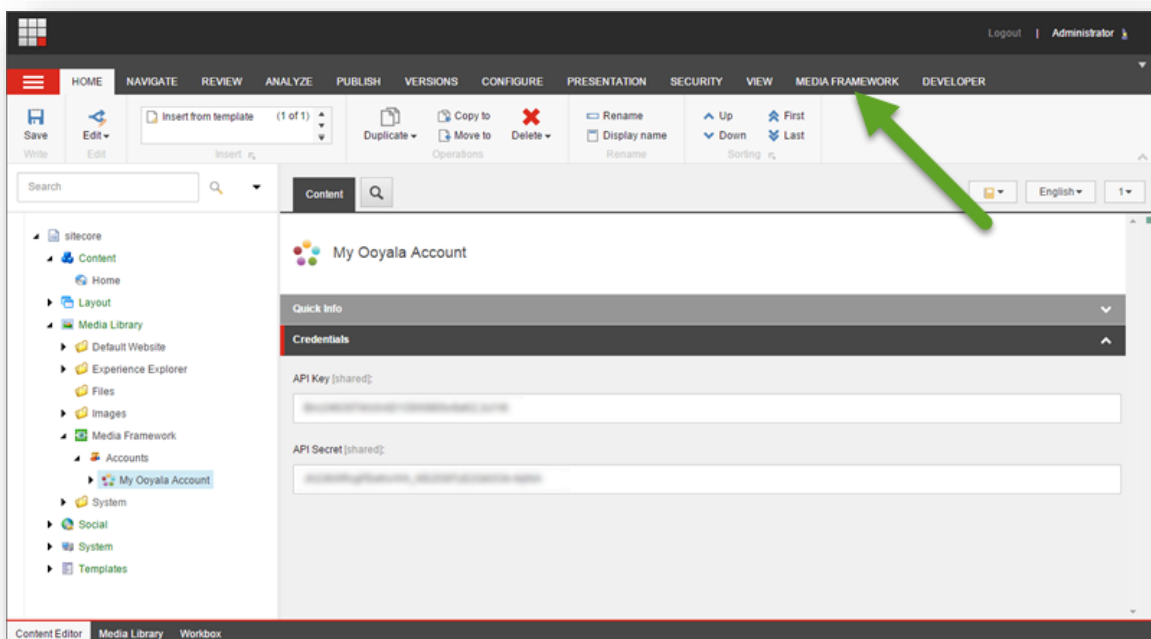 Logout | Administrator
HOME NAVIGATE REVIEW ANALYZE PUBLISH VERSIONS CONFIGURE PRESENTATION SECURITY VIEW MEDIA FRAMEWORK DEVELOPER
Insert from template (1 of 1) Copy to Rename Up First
Save Edit Duplicate Move to Delete Display name Down Last
Write Edit Insert Operations Rename Sorting
Search Content English 1
sitecore
Content
Home
Layout
Media Library
Default Website
Experience Explorer
Files
Images
Media Framework
Accounts
My Ooyala Account
System
Social
System
Templates
My Ooyala Account
Quick Info
Credentials
API Key [shared]:
API Secret [shared]:
Content Editor Media Library Workbox